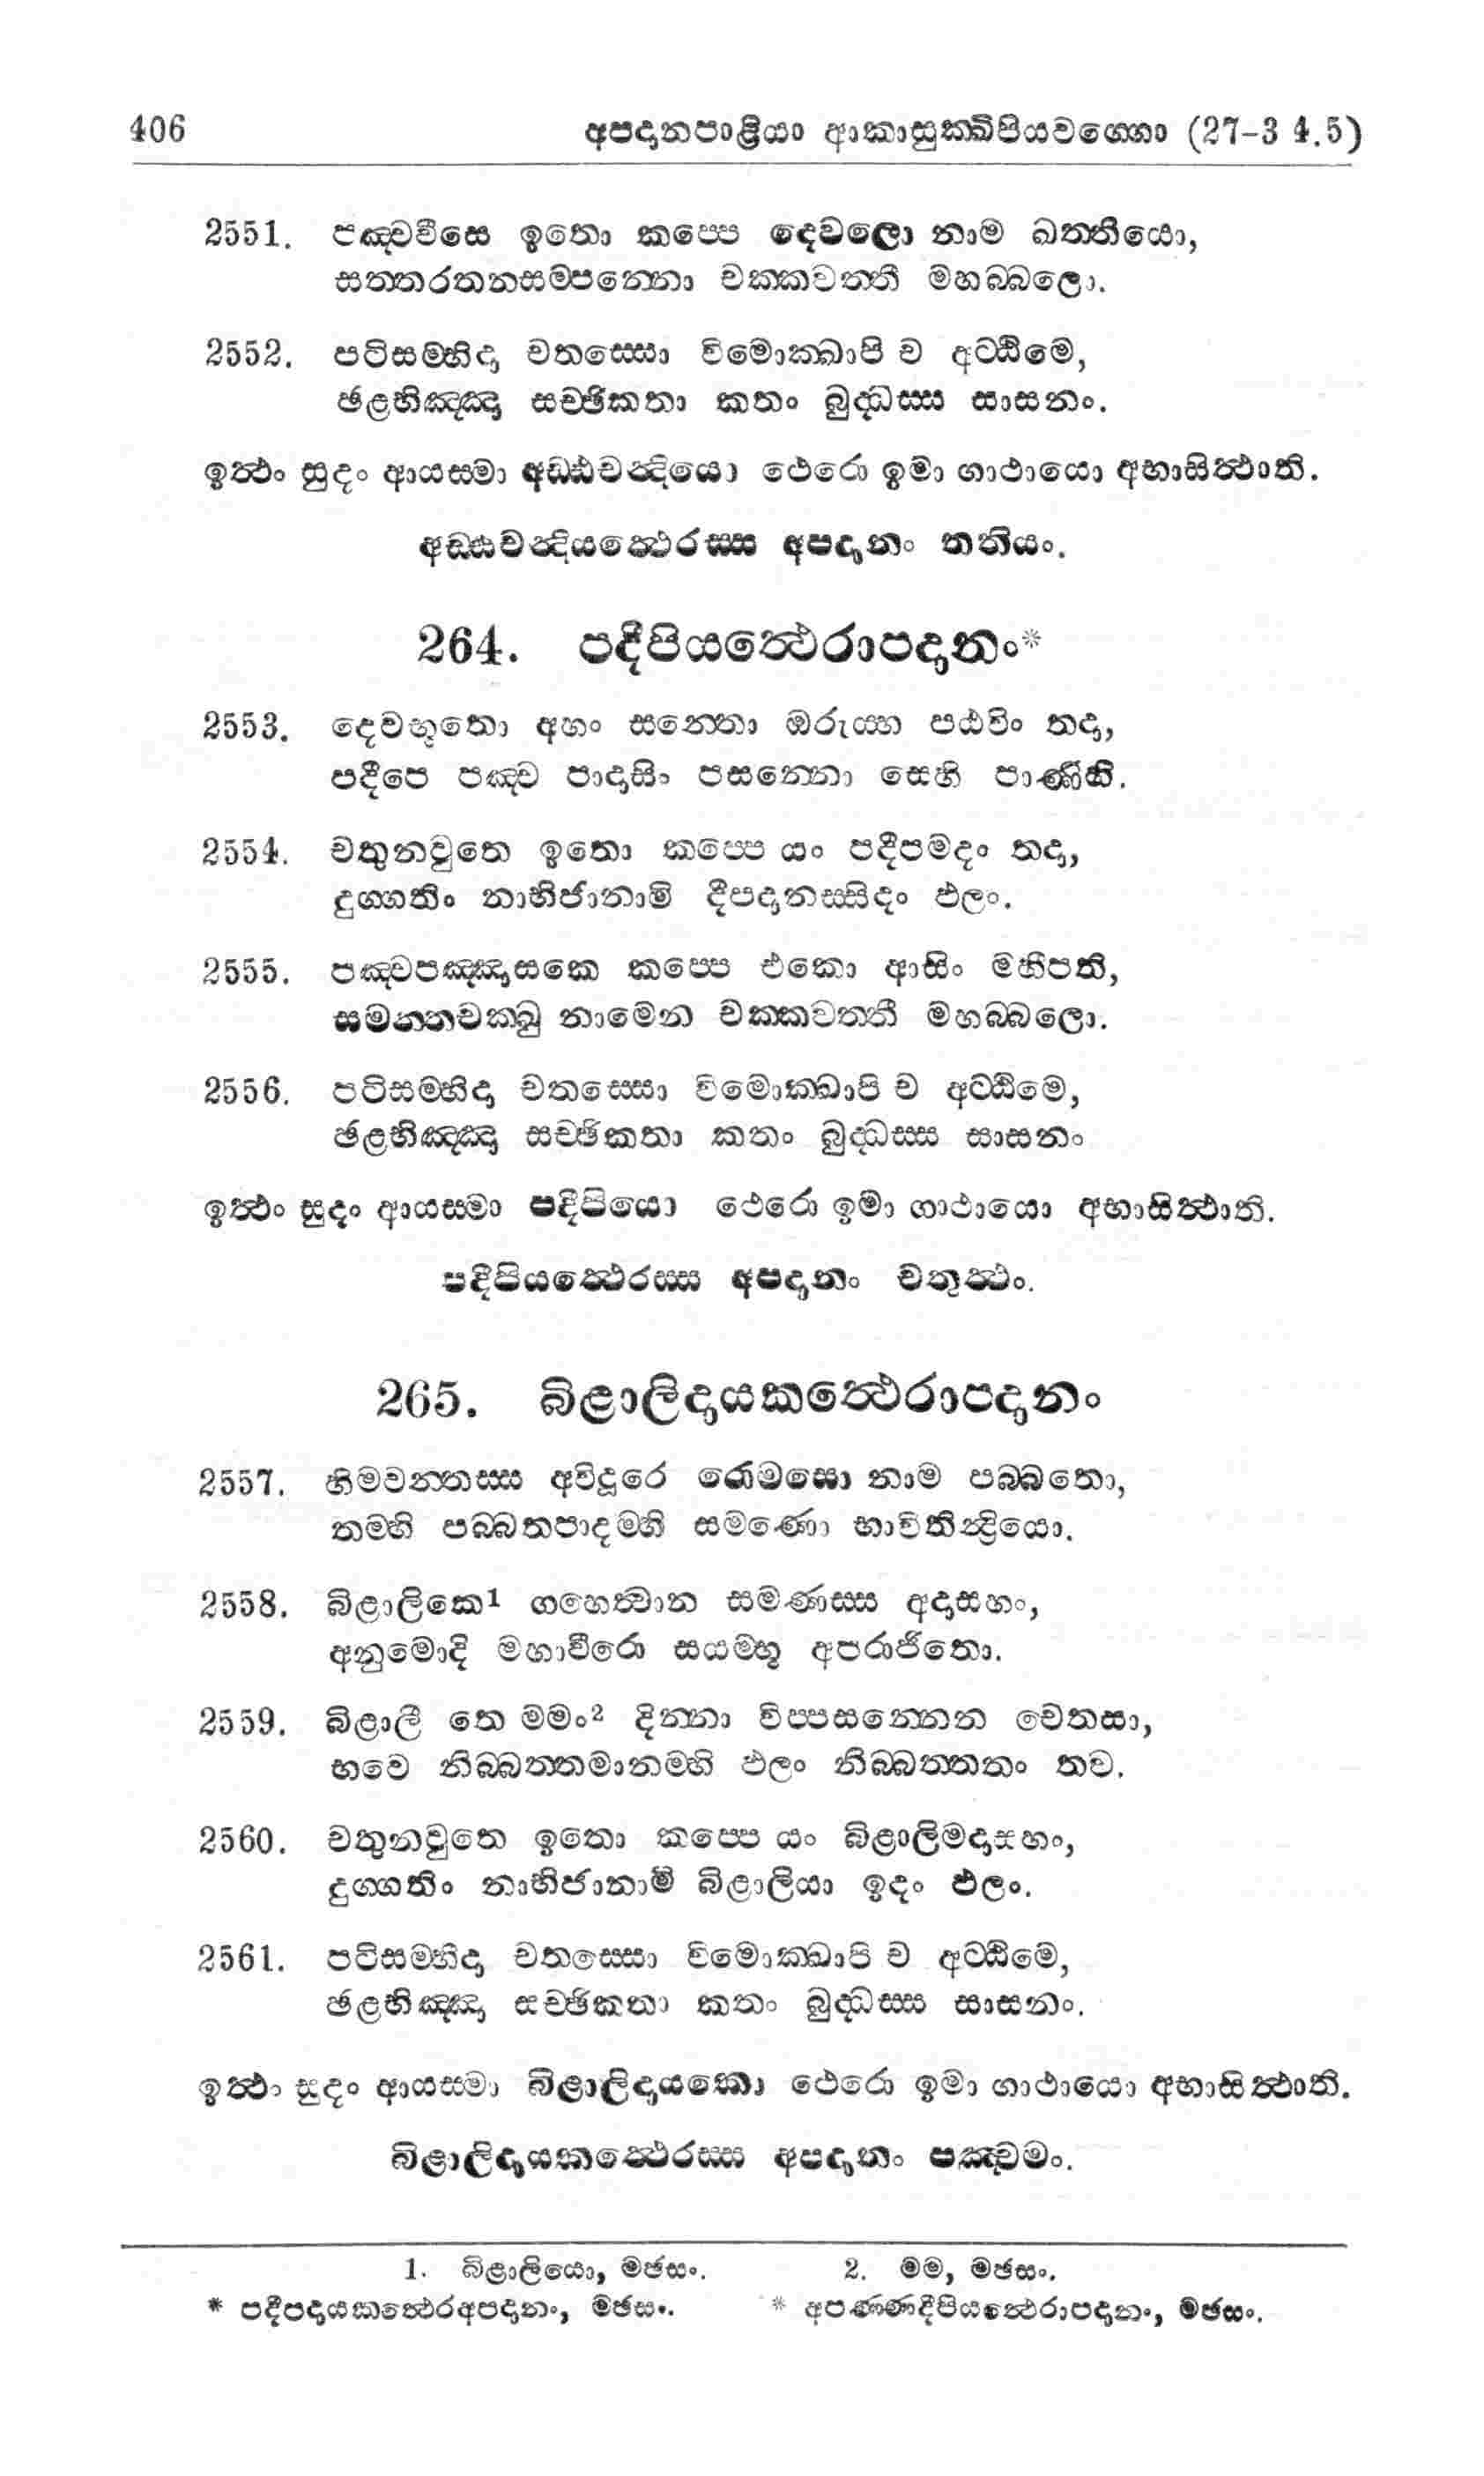 406 අපදානපාළියා ආකාසුක්ඛිපියවග්ගො (27-3 4.5)
2551. පඤ්චවීසෙ ඉතො කප්පෙ දෙවලො නාම ඛත්තියො,
සත්තරතනසම්පන්නො චක්කවත්තී මහබ්බලො.
2552. පටිසම්භිදා චතස්සො විමොක්ඛාපි ච අට්ඨිමෙ,
ඡළභිඤ්ඤා සච්ඡිකතා කතං බුද්ධස්ස සාසනං.
ඉත්ථං සුදං ආයස්මා අඩ්ඪචන්දියො ථෙරො ඉමා ගාථායො අභාසිත්ථාති.
අඩ්ඪචන්දියත්ථෙරස්ස අපදානං තතියං.
264. පදීපියත්ථෙරාපදානං*
2553. දෙවභූතො අහං සන්තො ඔරුය්හ පඨවිං තදා,
පදීපෙ පඤ්ච පාදාසිං පසන්නො සෙහි පාණිභි.
2554. චතුනවුතෙ ඉතො කප්පෙ යං පදීපමදං තදා,
දුග්ගතිං නාභිජානාමි දීපදානස්සිදං ඵලං.
2555. පඤ්චපඤ්ඤාසකෙ කප්පෙ එකො ආසිං මහීපති,
සමන්තචක්ඛු නාමෙන චක්කවත්තී මහබ්බලො.
2556. පටිසම්භිදා චතස්සො විමොක්ඛාපි ච අට්ඨිමෙ,
ඡළභිඤ්ඤා සච්ඡිකතා කතං බුද්ධස්ස සාසනං
ඉත්ථං සුදං ආයස්මා පදීපියො ථෙරො ඉමා ගාථායො අභාසිත්ථාති.
පදීපියත්ථෙරස්ස අපදානං චතුත්ථං.
265. බිළාලිදායකත්ථෙරාපදානං
2557. හිමවන්තස්ස අවිදූරෙ රොමසො නාම පබ්බතො,
තම්හි පබ්බතපාදම්හි සමණො භාවිතින්ද්‍රියො.
2558. බිළාලිකෙ1 ගහෙත්වාන සමණස්ස අදාසහං,
අනුමොදි මහාවීරො සයම්භූ අපරාජිතො.
2559. බිළාලී තෙ මමං2 දින්නා විප්පසන්නෙන චෙතසා,
භවෙ නිබ්බත්තමානම්හි ඵලං නිබ්බත්තතං තව.
2560. චතුනවුතෙ ඉතො කප්පෙ යං බිළාලිමදාසහං,
දුග්ගතිං නාභිජානාමි බිළාලියා ඉදං ඵලං.
2561. පටිසම්භිදා චතස්සො විමොක්ඛාපි ච අට්ඨිමෙ,
ඡළභිඤ්ඤා සච්ඡිකතා කතං බුද්ධස්ස සාසනං.
ඉත්ථං සුදං ආයස්මා බිළාලිදායකො ථෙරො ඉමා ගාථායො අභාසිත්ථාති.
බිළාලිදායකත්ථෙරස්ස අපදානං පඤ්චමං.
1. බිළාලියො, මඡසං. 2. මම, මඡසං.
* පදීපදායකත්ථෙරඅපදානං, මඡසං. * අපණ්ණදීපියත්ථෙරාපදානං, මඡසං.